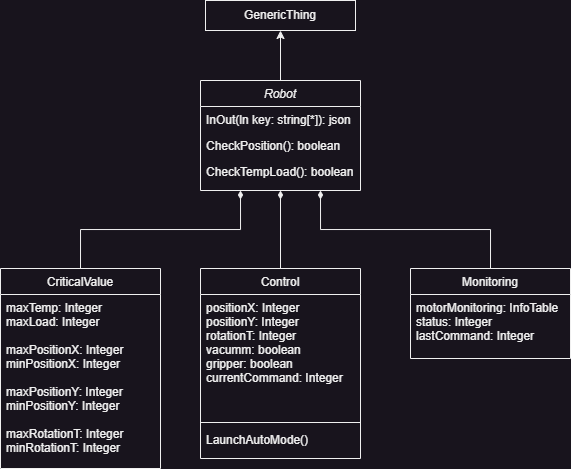 GenericThing
Robot
InOut(In key: string[*]): json
CheckPosition(): boolean
CheckTempLoad(): boolean
CriticalValue
maxTemp: Integer
maxLoad: Integer
maxPositionX: Integer
minPositionX: Integer
maxPositionY: Integer
minPositionY: Integer
maxRotationT: Integer
minRotationT: Integer
Control
positionX: Integer
positionY: Integer
rotationT: Integer
vacumm: boolean
gripper: boolean
currentCommand: Integer
LaunchAutoMode()
Monitoring
motorMonitoring: InfoTable
status: Integer
lastCommand: Integer